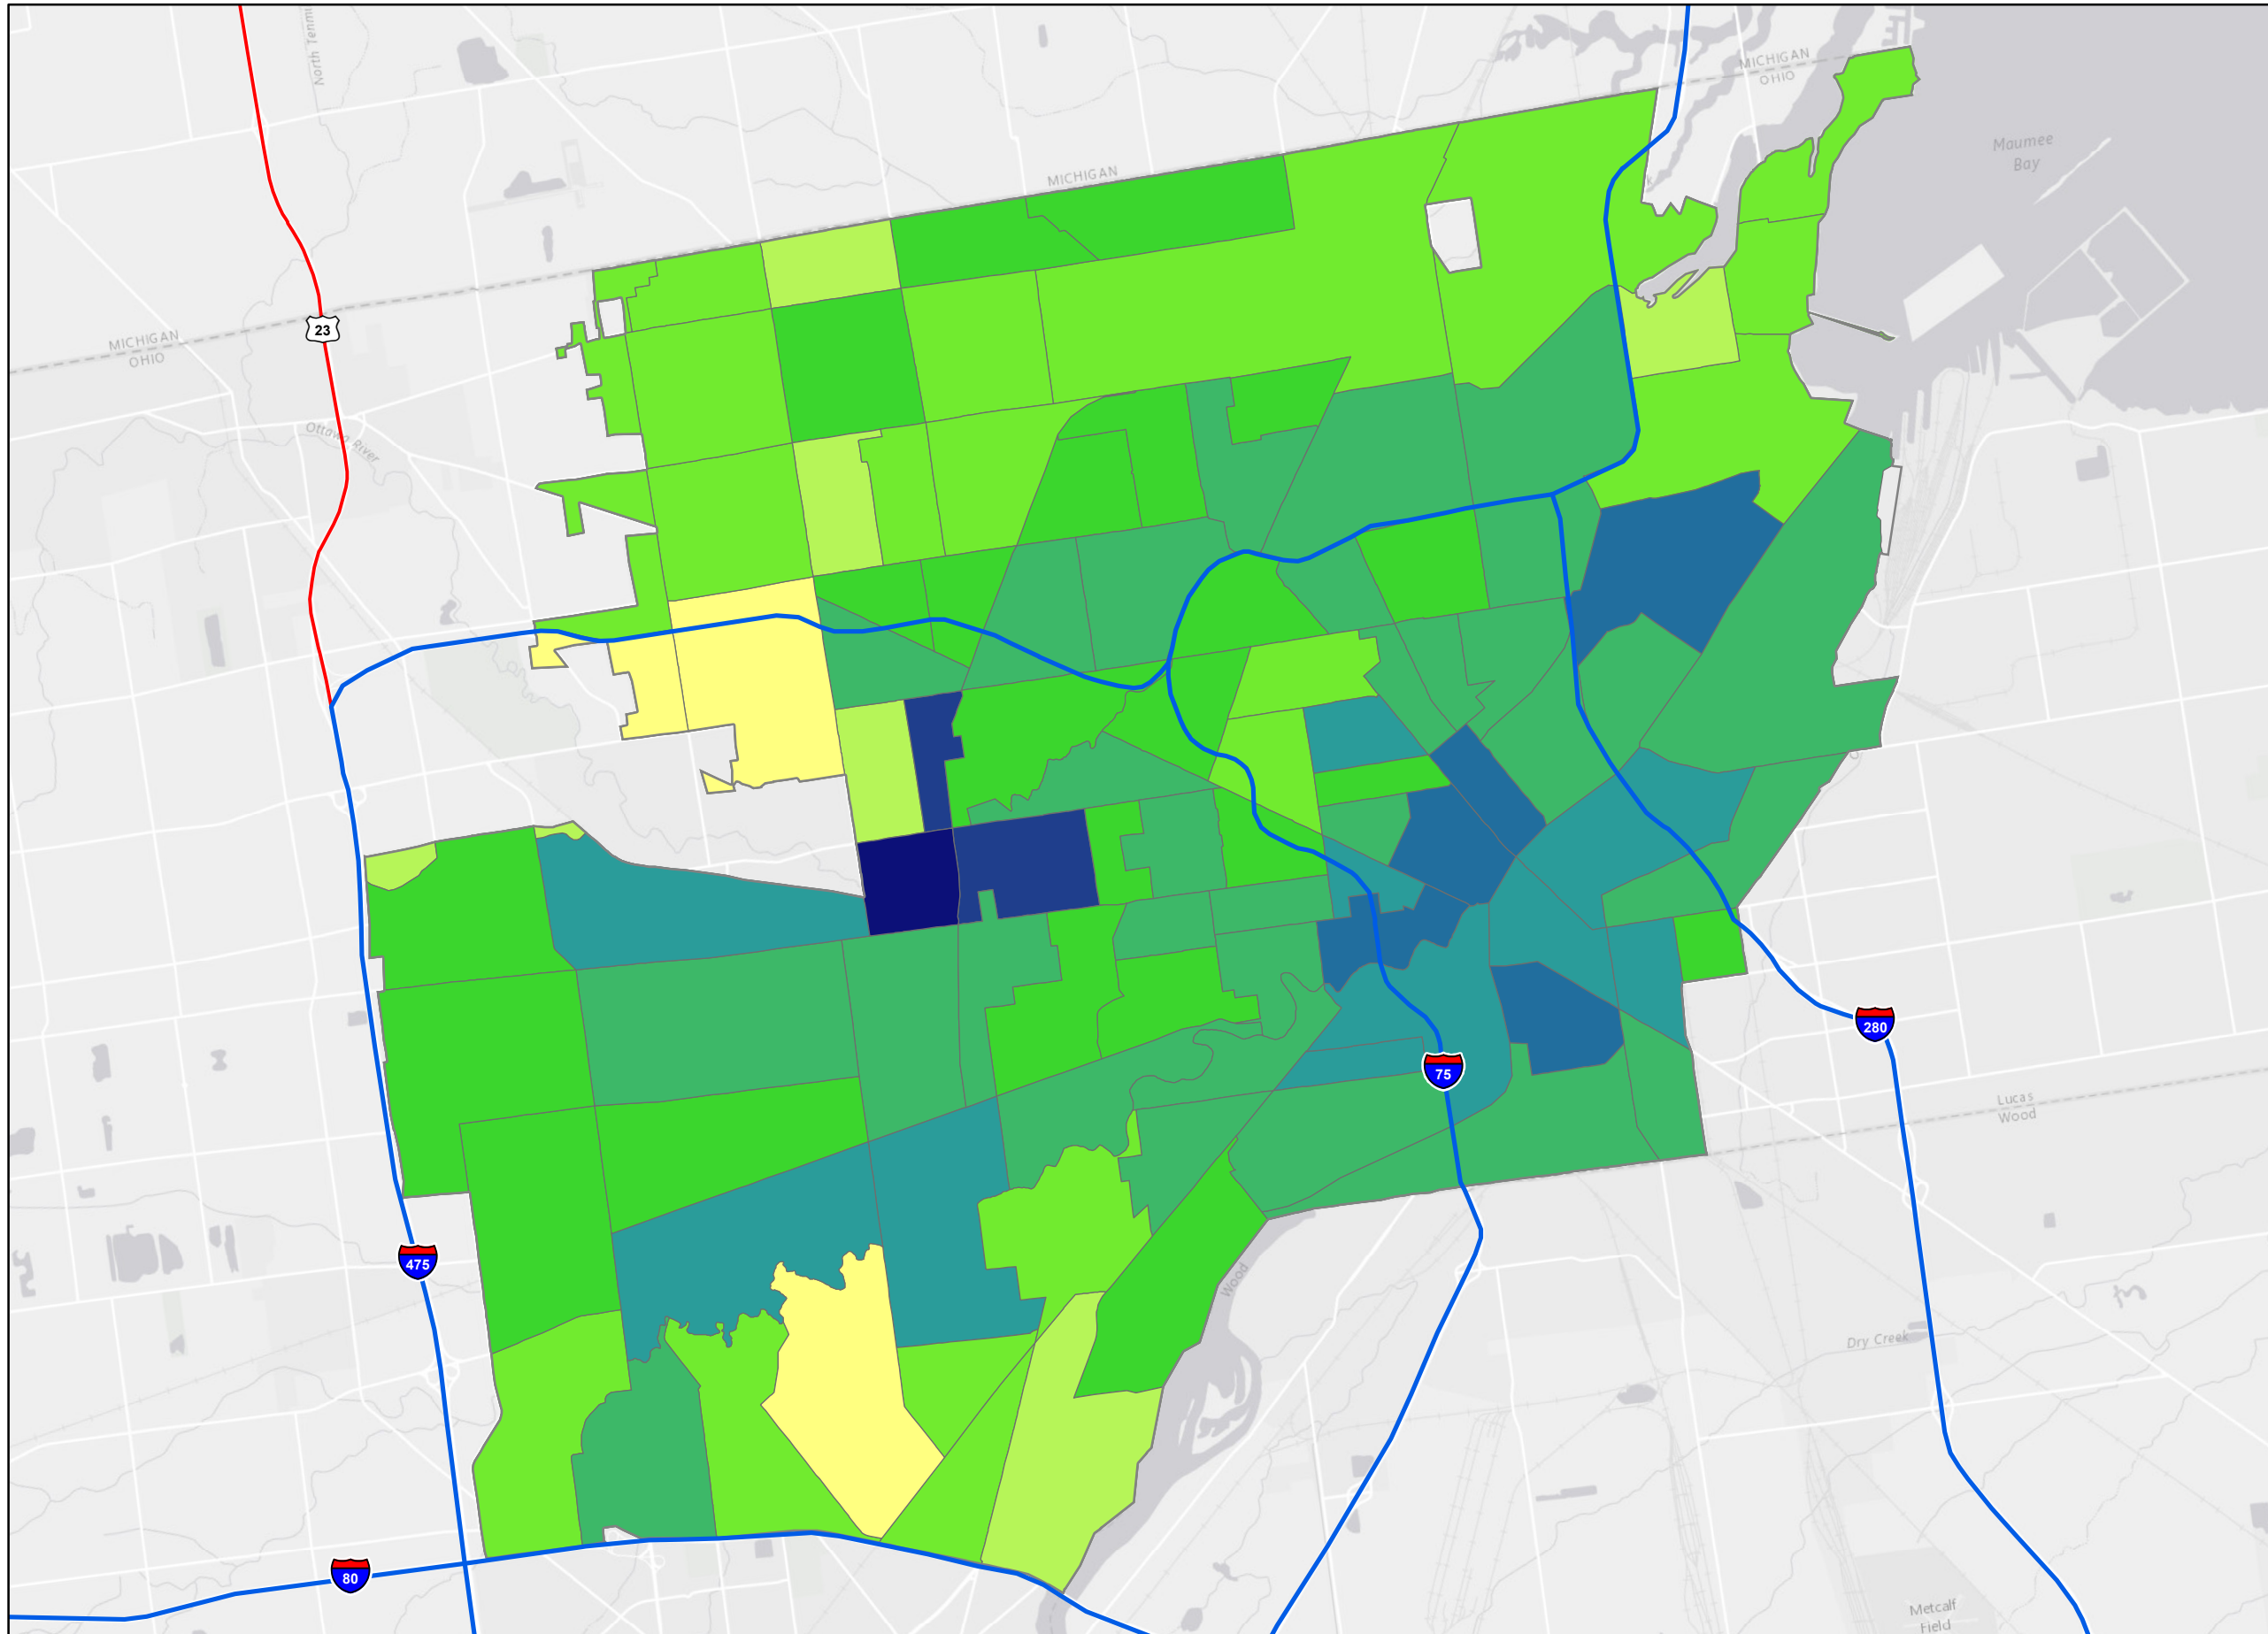 North Temm
MICHIGAN
OHIO
Maumee
Bay
MICHIGAN
23
MICHIGAN
OHIO
Ottawa River
280
75
Lucas
Wood
475
Wood
Dry Creek
80
Metcalf
Field